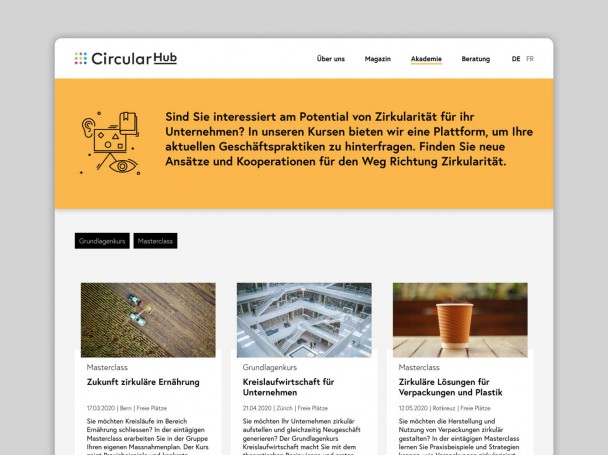 CircularHub
Über uns Magazin Akademie Beratung DE FR
Sind Sie interessiert am Potential von Zirkularität für ihr
Unternehmen? In unseren Kursen bieten wir eine Plattform, um Ihre
aktuellen Geschäftspraktiken zu hinterfragen. Finden Sie neue
Ansätze und Kooperationen für den Weg Richtung Zirkularität.
Grundlagenkurs Masterclass
Masterclass
Zukunft zirkuläre Ernährung
17.03.2020 | Bern | Freie Plätze
Sie möchten Kreisläufe im Bereich
Ernährung schliessen? In der eintägigen
Masterclass erarbeiten Sie in der Gruppe
Ihren eigenen Massnahmenplan. Der Kurs
Grundlagenkurs
Kreislaufwirtschaft für
Unternehmen
21.04.2020 | Zürich | Freie Plätze
Sie möchten Ihr Unternehmen zirkulär
aufstellen und gleichzeitig Neugeschäft
generieren? Der Grundlagenkurs
Kreislaufwirtschaft macht Sie mit dem
Masterclass
Zirkuläre Lösungen für
Verpackungen und Plastik
12.05.2020 | Rotkreuz | Freie Plätze
Sie möchten die Herstellung und
Nutzung von Verpackungen zirkulär
gestalten? In der eintägigen Masterclass
lernen Sie Praxisbeispiele und Strategien